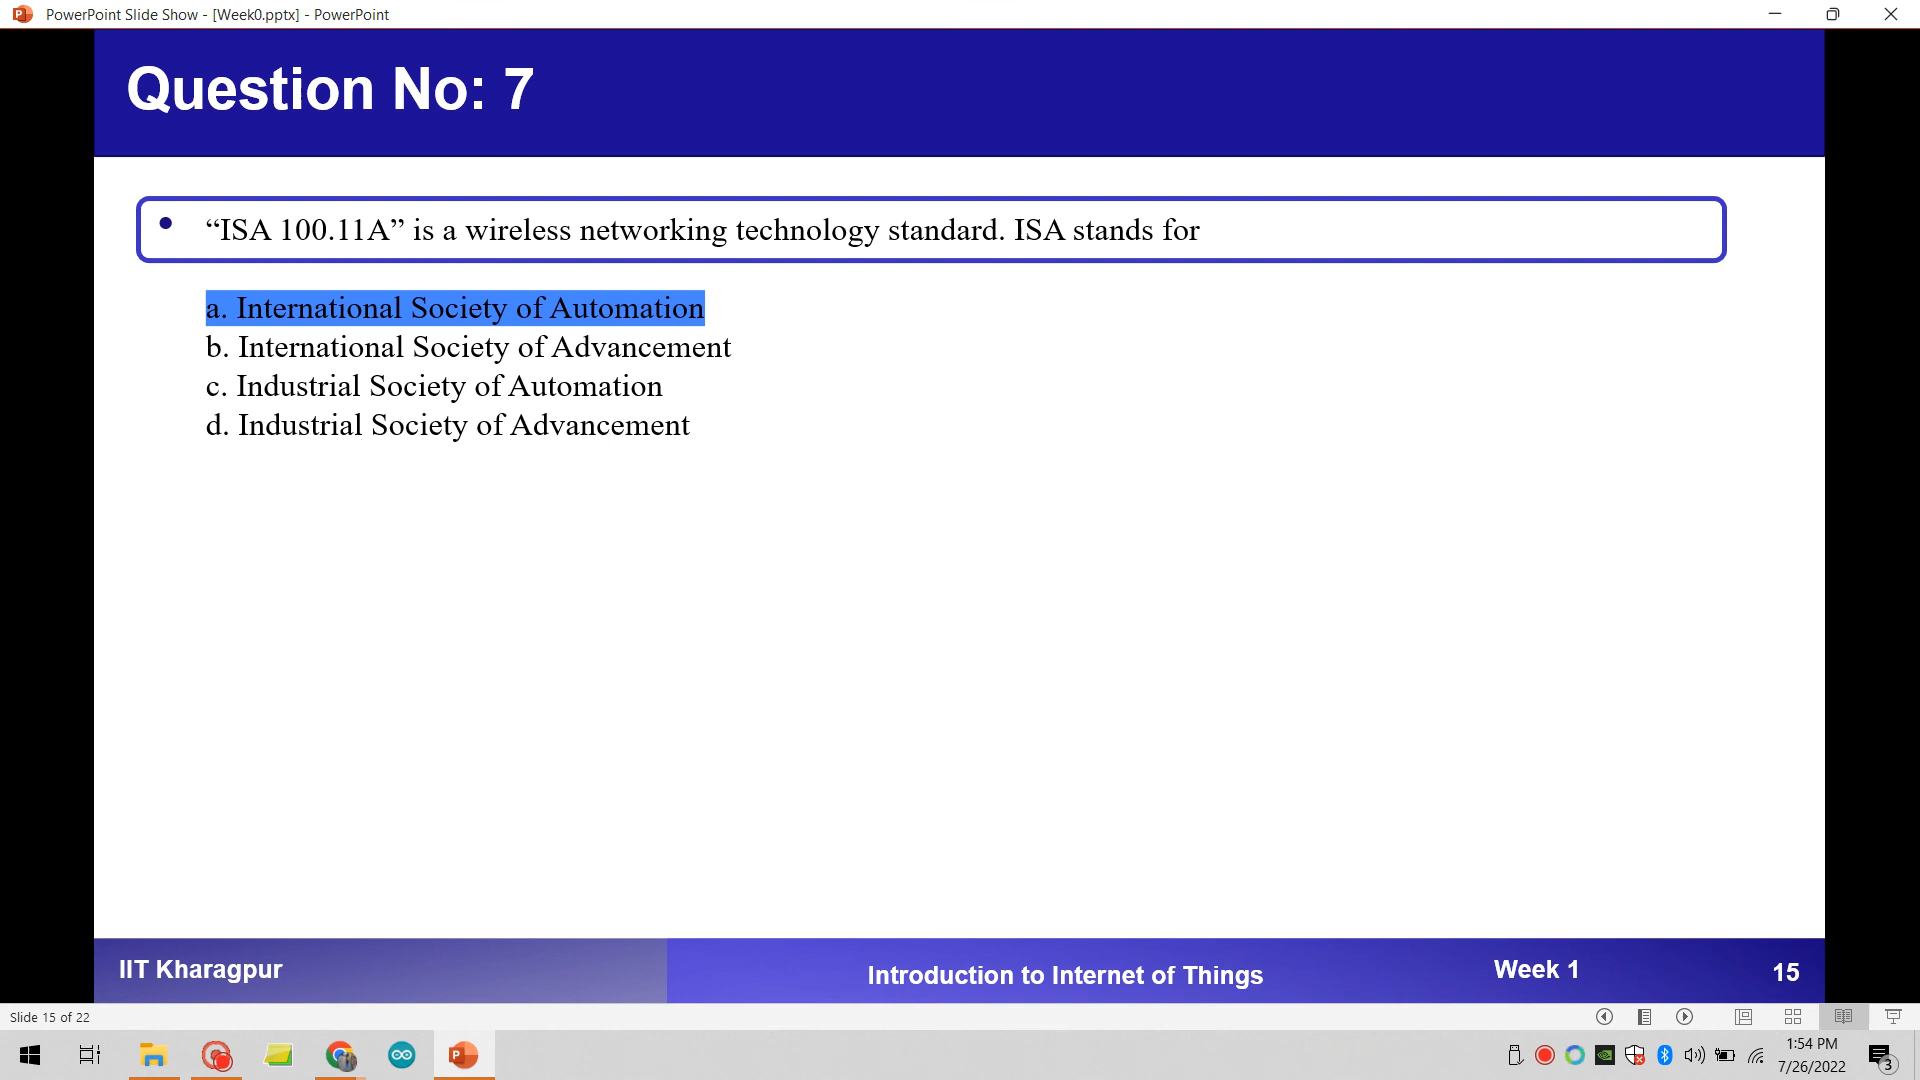 PowerPoint Slide Show - [Week0.pptx] - PowerPoint
Question No: 7
• “ISA 100.11A” is a wireless networking technology standard. ISA stands for
a. International Society of Automation
b. International Society of Advancement
c. Industrial Society of Automation
d. Industrial Society of Advancement
IIT Kharagpur
Introduction to Internet of Things
Week 1
15
Slide 15 of 22
1:54 PM
7/26/2022
3